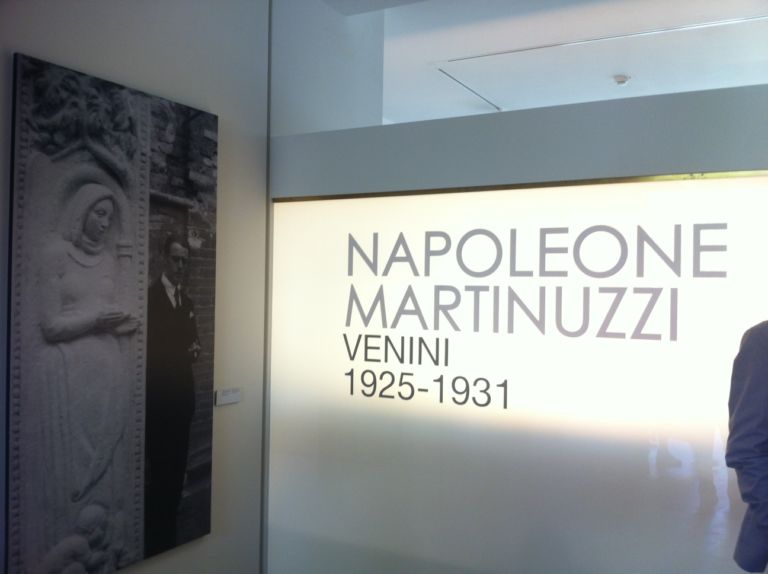 NAPOLEONE
MARTINUZZI
VENINI
1925-1931